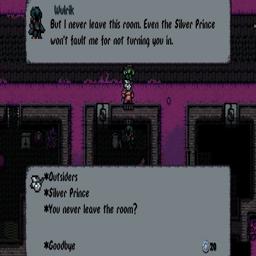 Wulrik
But I never leave this room. Even the Silver Prince
won't fault me for not turning you in.
*Outsiders
*Silver Prince
*You never leave the room?
*Goodbye
20